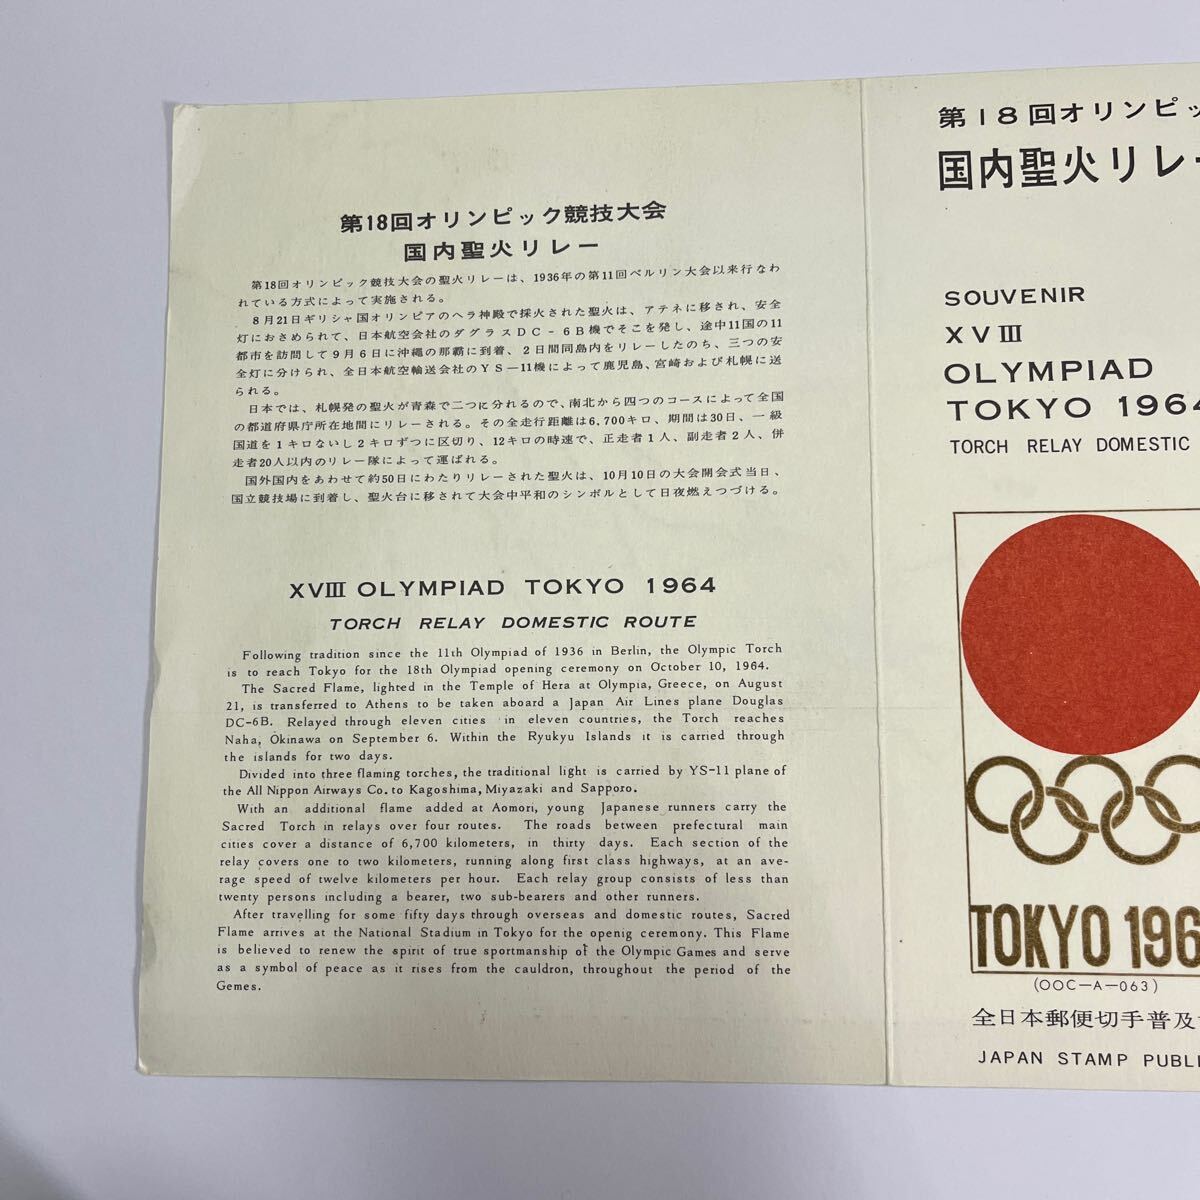 第18回オリンピック競技大会
国内聖火リレー
第18回オリンピック競技大会の聖火リレーは、1936年の第11回ベルリン大会以来行なわ
れている方式によって実施される。
8月21日ギリシャ国オリンピアのヘラ神殿で採火された聖火は、アテネに移され、安全
灯におさめられて、日本航空会社のダグラスDC-6B機でそこを発し、途中11国の11
都市を訪問して9月6日に沖縄の那覇に到着、2日間同島内をリレーしたのち、三つの安
全灯に分けられ、全日本航空輸送会社のYS-11機によって鹿児島、宮崎および札幌に送
られる。
日本では、札幌発の聖火が青森で二つに分れるので、南北から四つのコースによって全国
の都道府県庁所在地間にリレーされる。その全走行距離は6,700キロ、期間は30日、一級
国道を1キロないし2キロずつに区切り、12キロの時速で、正走者1人、副走者2人、併
走者20人以内のリレー隊によって運ばれる。
国外国内をあわせて約50日にわたりリレーされた聖火は、10月10日の大会開会式当日、
国立競技場に到着し、聖火台に移されて大会中平和のシンボルとして日夜燃えつづける。
XVIII OLYMPIAD TOKYO 1964
TORCH RELAY DOMESTIC ROUTE
Following tradition since the 11th Olympiad of 1936 in Berlin, the Olympic Torch
is to reach Tokyo for the 18th Olympiad opening ceremony on October 10, 1964.
The Sacred Flame, lighted in the Temple of Hera at Olympia, Greece, on August
21, is transferred to Athens to be taken aboard a Japan Air Lines plane Douglas
DC-6B. Relayed through eleven cities in eleven countries, the Torch reaches
Naha, Okinawa on September 6. Within the Ryukyu Islands it is carried through
the islands for two days.
Divided into three flaming torches, the traditional light is carried by YS-11 plane of
the All Nippon Airways Co. to Kagoshima, Miyazaki and Sapporo.
With an additional flame added at Aomori, young Japanese runners carry the
Sacred Torch in relays over four routes. The roads between prefectural main
cities cover a distance of 6,700 kilometers, in thirty days. Each section of the
relay covers one to two kilometers, running along first class highways, at an ave-
rage speed of twelve kilometers per hour. Each relay group consists of less than
twenty persons including a bearer, two sub-bearers and other runners.
After travelling for some fifty days through overseas and domestic routes, Sacred
Flame arrives at the National Stadium in Tokyo for the openig ceremony. This Flame
is believed to renew the spirit of true sportmanship of the Olympic Games and serve
as a symbol of peace as it rises from the cauldron, throughout the period of the
Gemes.
第18回オリンピッ
国内聖火リレー
SOUVENIR
XVIII
OLYMPIAD
TOKYO 1964
TORCH RELAY DOMESTIC
TOKYO 196
(OOC-A-063)
全日本郵便切手普及
JAPAN STAMP PUBLI